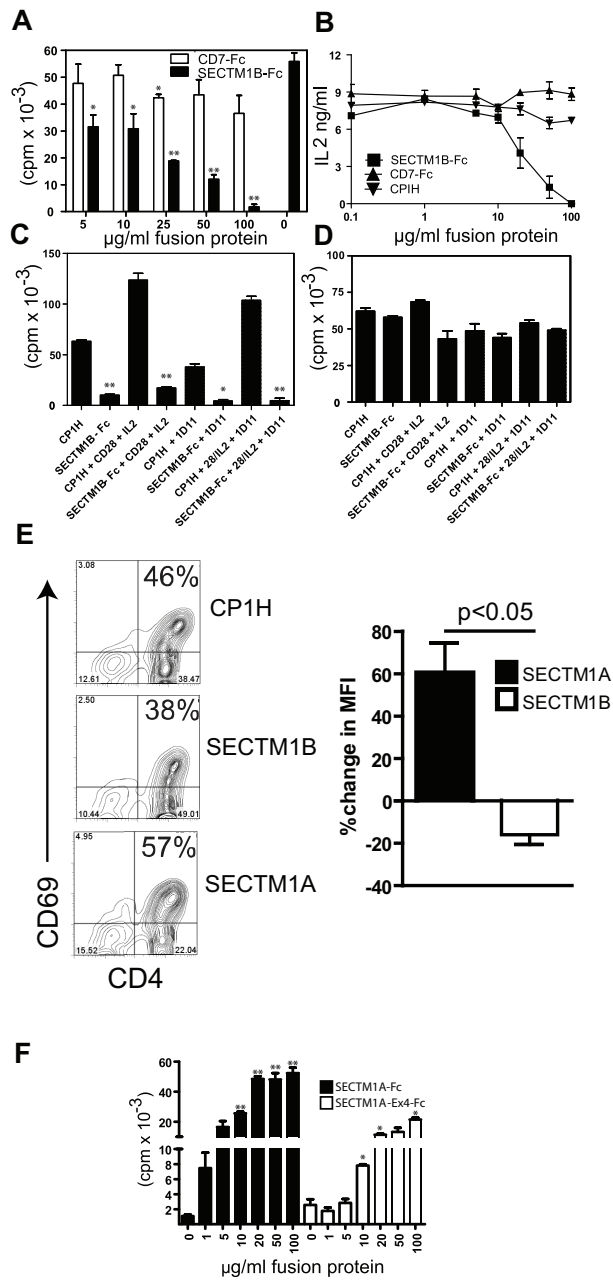 A
60
50
40
30
20
10
0
(cpm x 10⁻³)
CD7-Fc
SECTM1B-Fc
*
*
*
**
**
**
5
10
25
50
100
0
µg/ml fusion protein
B
12
9
6
3
0
IL 2 ng/ml
SECTM1B-Fc
CD7-Fc
CPIH
0.1
1
10
100
µg/ml fusion protein
C
150
100
50
0
(cpm x 10⁻³)
**
**
*
**
CP1H
SECTM1B-Fc
CP1H + CD28 + IL2
SECTM1B- Fc + CD28 + IL2
CP1H + 1D11
SECTM1B-Fc + 1D11
CP1H + 28/IL2 + 1D11
SECTM1B-Fc + 28/IL2 + 1D11
D
100
75
50
25
0
(cpm x 10⁻³)
CP1H
SECTM1B- Fc
CP1H + CD28 + IL2
SECTM1B- Fc + CD28 + IL2
CP1H + 1D11
SECTM1B- Fc + 1D11
CP1H + 28/IL2 + 1D11
SECTM1B-Fc + 28/IL2 + 1D11
E
3.08
46%
12.61
38.47
CP1H
2.50
38%
10.44
49.01
SECTM1B
4.95
57%
15.52
22.04
SECTM1A
CD69
CD4
p<0.05
80
60
40
20
0
-20
-40
%change in MFI
SECTM1A
SECTM1B
F
60
40
20
10
8
6
4
2
(cpm x 10⁻³)
SECTM1A-Fc
SECTM1A-Ex4-Fc
**
**
**
**
*
*
*
0
1
5
10
20
50
100
0
1
5
10
20
50
100
µg/ml fusion protein